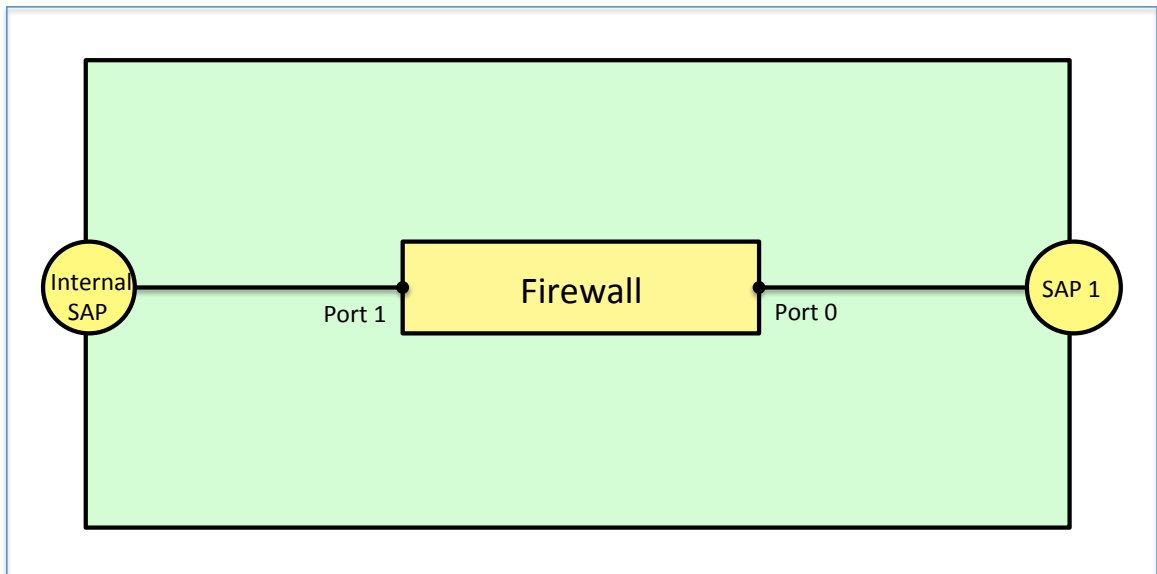 Internal
SAP
Port 1
Firewall
Port 0
SAP 1